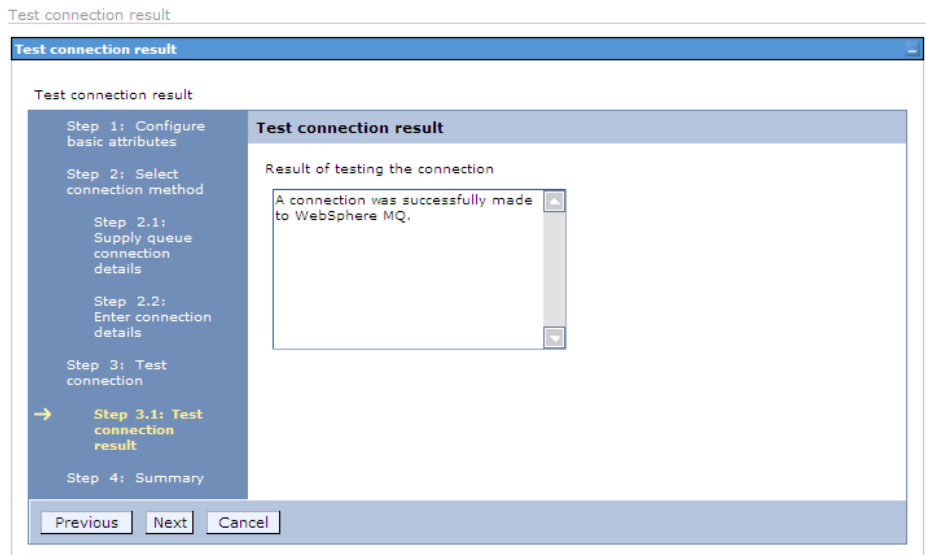 Test connection result
Test connection result
Test connection result
Step 1: Configure
basic attributes
Step 2: Select
connection method
Step 2.1:
Supply queue
connection
details
Step 2.2:
Enter connection
details
Step 3: Test
connection
Step 3.1: Test
connection
result
Step 4: Summary
Test connection result
Result of testing the connection
A connection was successfully made
to WebSphere MQ.
Previous Next Cancel